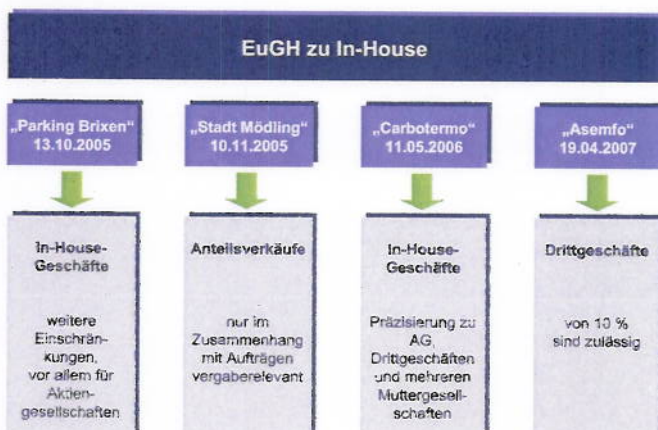 EuGH zu In-House
„Parking Brixen“
13.10.2005
„Stadt Mödling“
10.11.2005
„Carbotermo“
11.05.2006
„Asemfo“
19.04.2007
In-House-
Geschäfte
weitere
Einschrän-
kungen,
vor allem für
Aktien-
gesellschaften
Anteilsverkäufe
nur im
Zusammenhang
mit Aufträgen
vergaberelevant
In-House-
Geschäfte
Präzisierung zu
AG,
Drittgeschäften
und mehreren
Muttergesell-
schaften
Drittgeschäfte
von 10 %
sind zulässig